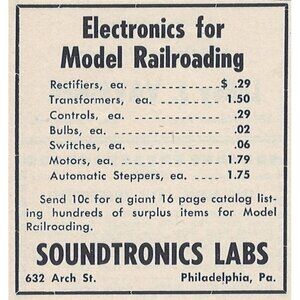 Electronics for
Model Railroading
Rectifiers, ea. ------------ $ .29
Transformers, ea. ---------- 1.50
Controls, ea. -------------- .29
Bulbs, ea. ----------------- .02
Switches, ea. -------------- .06
Motors, ea. ---------------- 1.79
Automatic Steppers, ea. ---- 1.75
Send 10c for a giant 16 page catalog list-
ing hundreds of surplus items for Model
Railroading.
SOUNDTRONICS LABS
632 Arch St. Philadelphia, Pa.